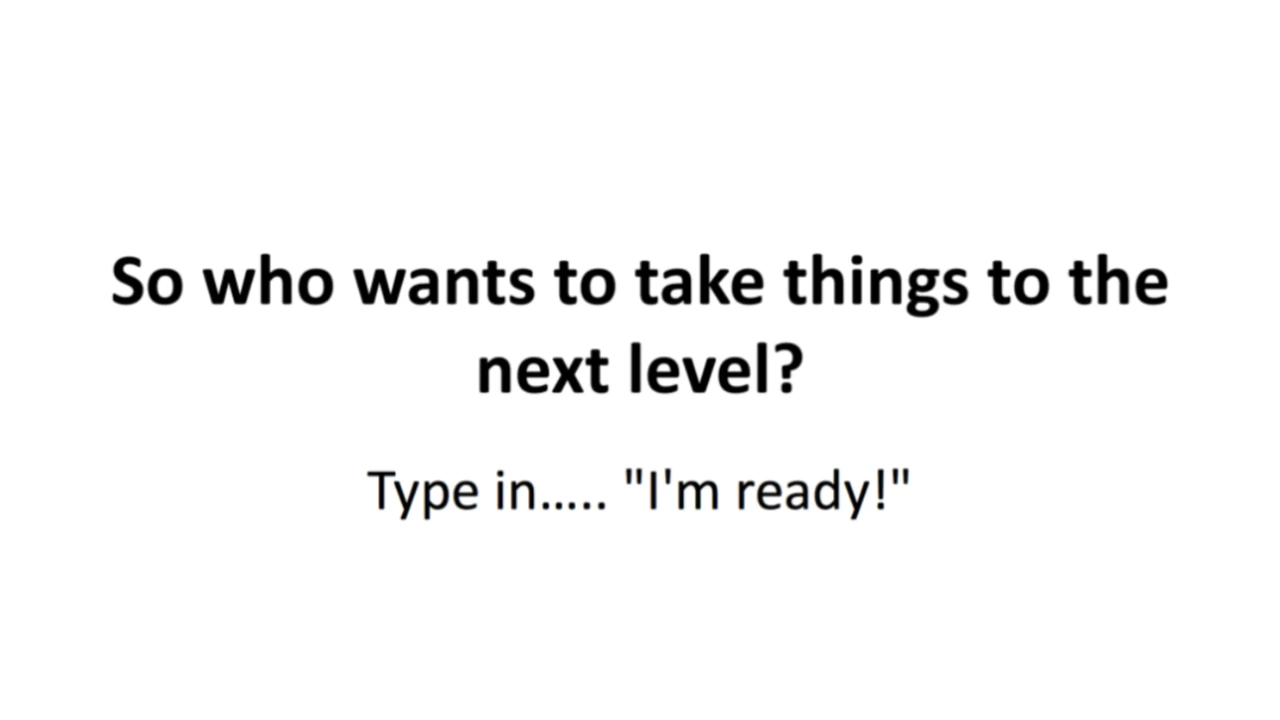 So who wants to take things to the
next level?
Type in..... "I'm ready!"